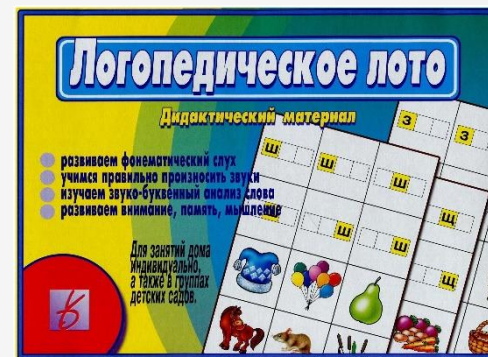 Логопедическое лото
Дидактический материал
развиваем фонематический слух
учимся правильно произносить звуки
изучаем звуко-буквенный анализ слова
развиваем внимание, память, мышление
Для занятий дома
индивидуально,
а также в группах
детских садов.
З
З
Ш
Ш
Ш
Ш
Ш
Щ
Щ